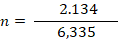 n = 2.134
6,335